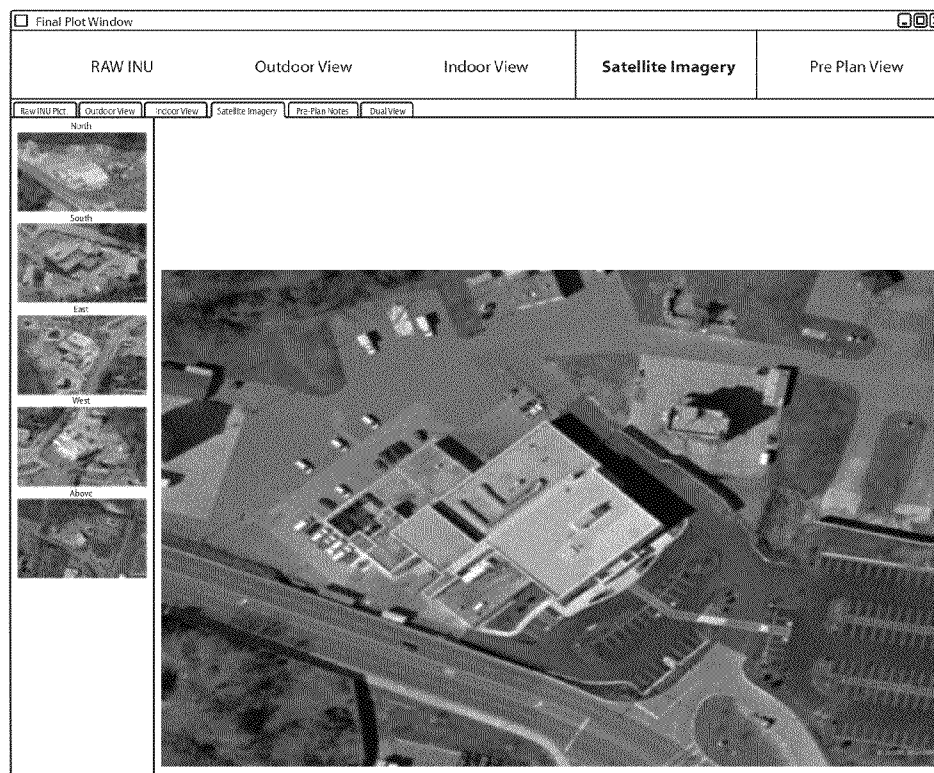 Final Plot Window
RAW INU Outdoor View Indoor View Satellite Imagery Pre Plan View
Raw INU Pict. Outdoor View Indoor View Satellite Imagery Pre-Plan Notes Dual View
North
South
East
West
Above